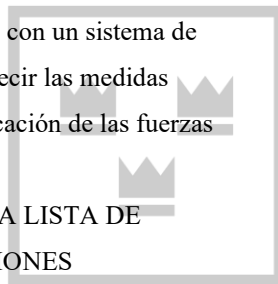 con un sistema de
ecir las medidas
cación de las fuerzas
A LISTA DE
IONES